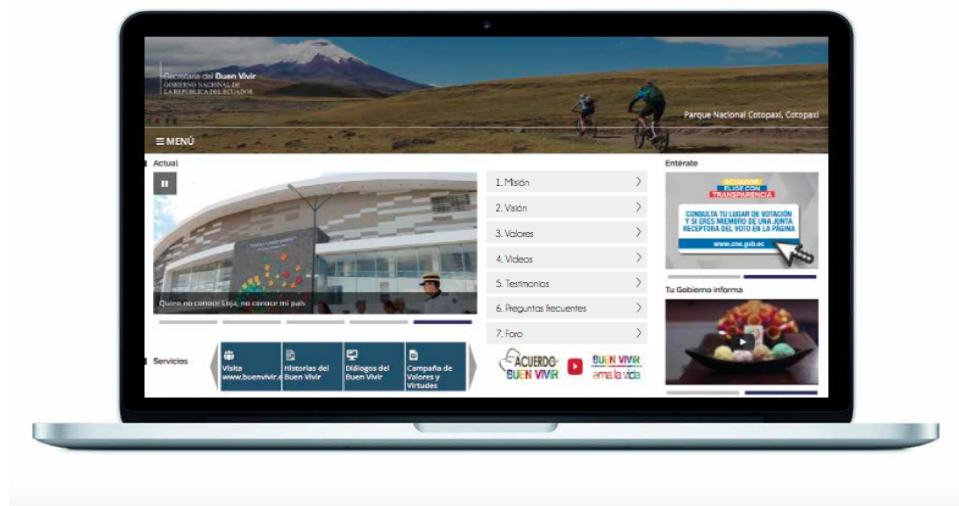 Secretaría del Buen Vivir
GOBIERNO NACIONAL DE
LA REPÚBLICA DEL ECUADOR
Parque Nacional Cotopaxi, Cotopaxi
MENÚ
Actual
Quien no conoce Loja, no conoce mi país
1. Misión
2. Visión
3. Valores
4. Videos
5. Testimonios
6. Preguntas frecuentes
7. Foro
Entérate
ECUADOR
ELIGE CON
TRANSPARENCIA
CONSULTA TU LUGAR DE VOTACIÓN
Y SI ERES MIEMBRO DE UNA JUNTA
RECEPTORA DEL VOTO EN LA PÁGINA
www.cne.gob.ec
Tu Gobierno informa
Servicios
Visita
www.buenvivir.e
Historias del
Buen Vivir
Diálogos del
Buen Vivir
Campaña de
Valores y
Virtudes
ACUERDO
BUEN VIVIR
BUEN VIVIR
ama la vida